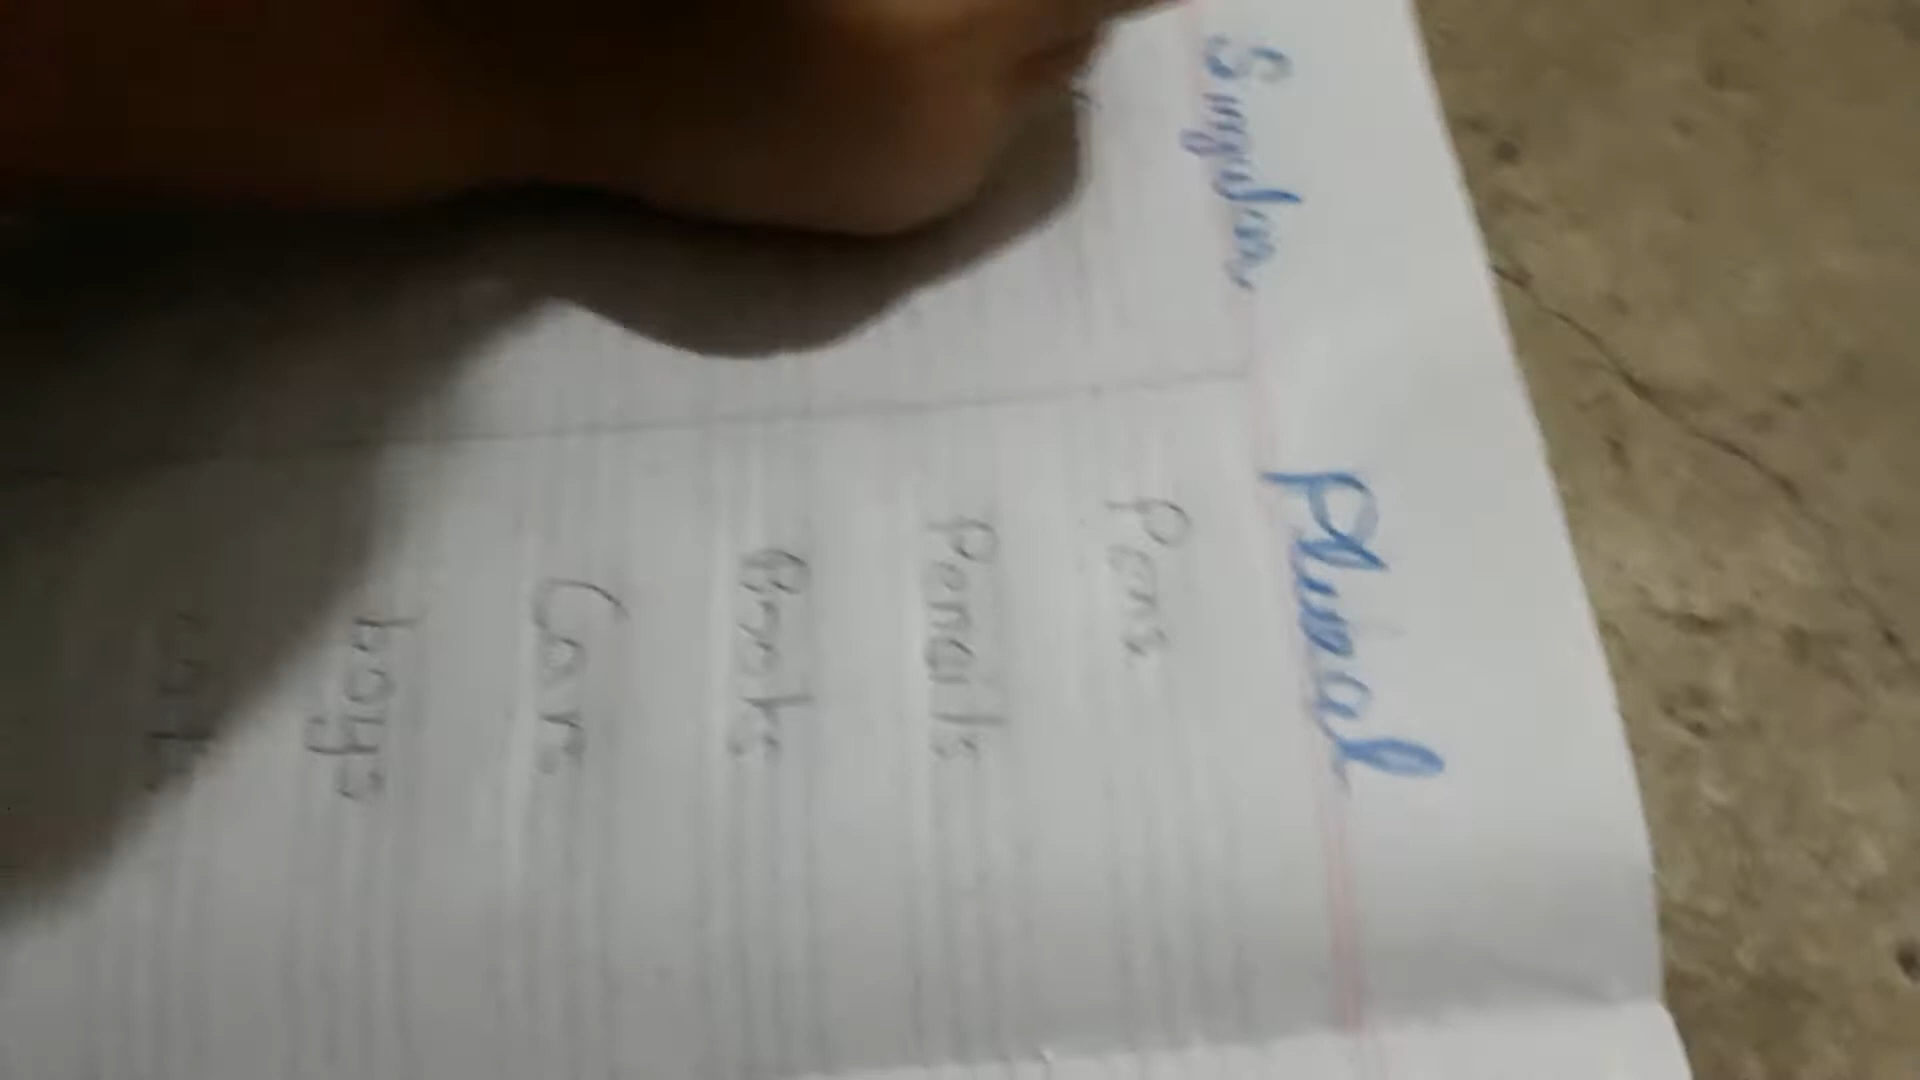 Singular Plural
Pens
Pencils
Books
Cars
boys